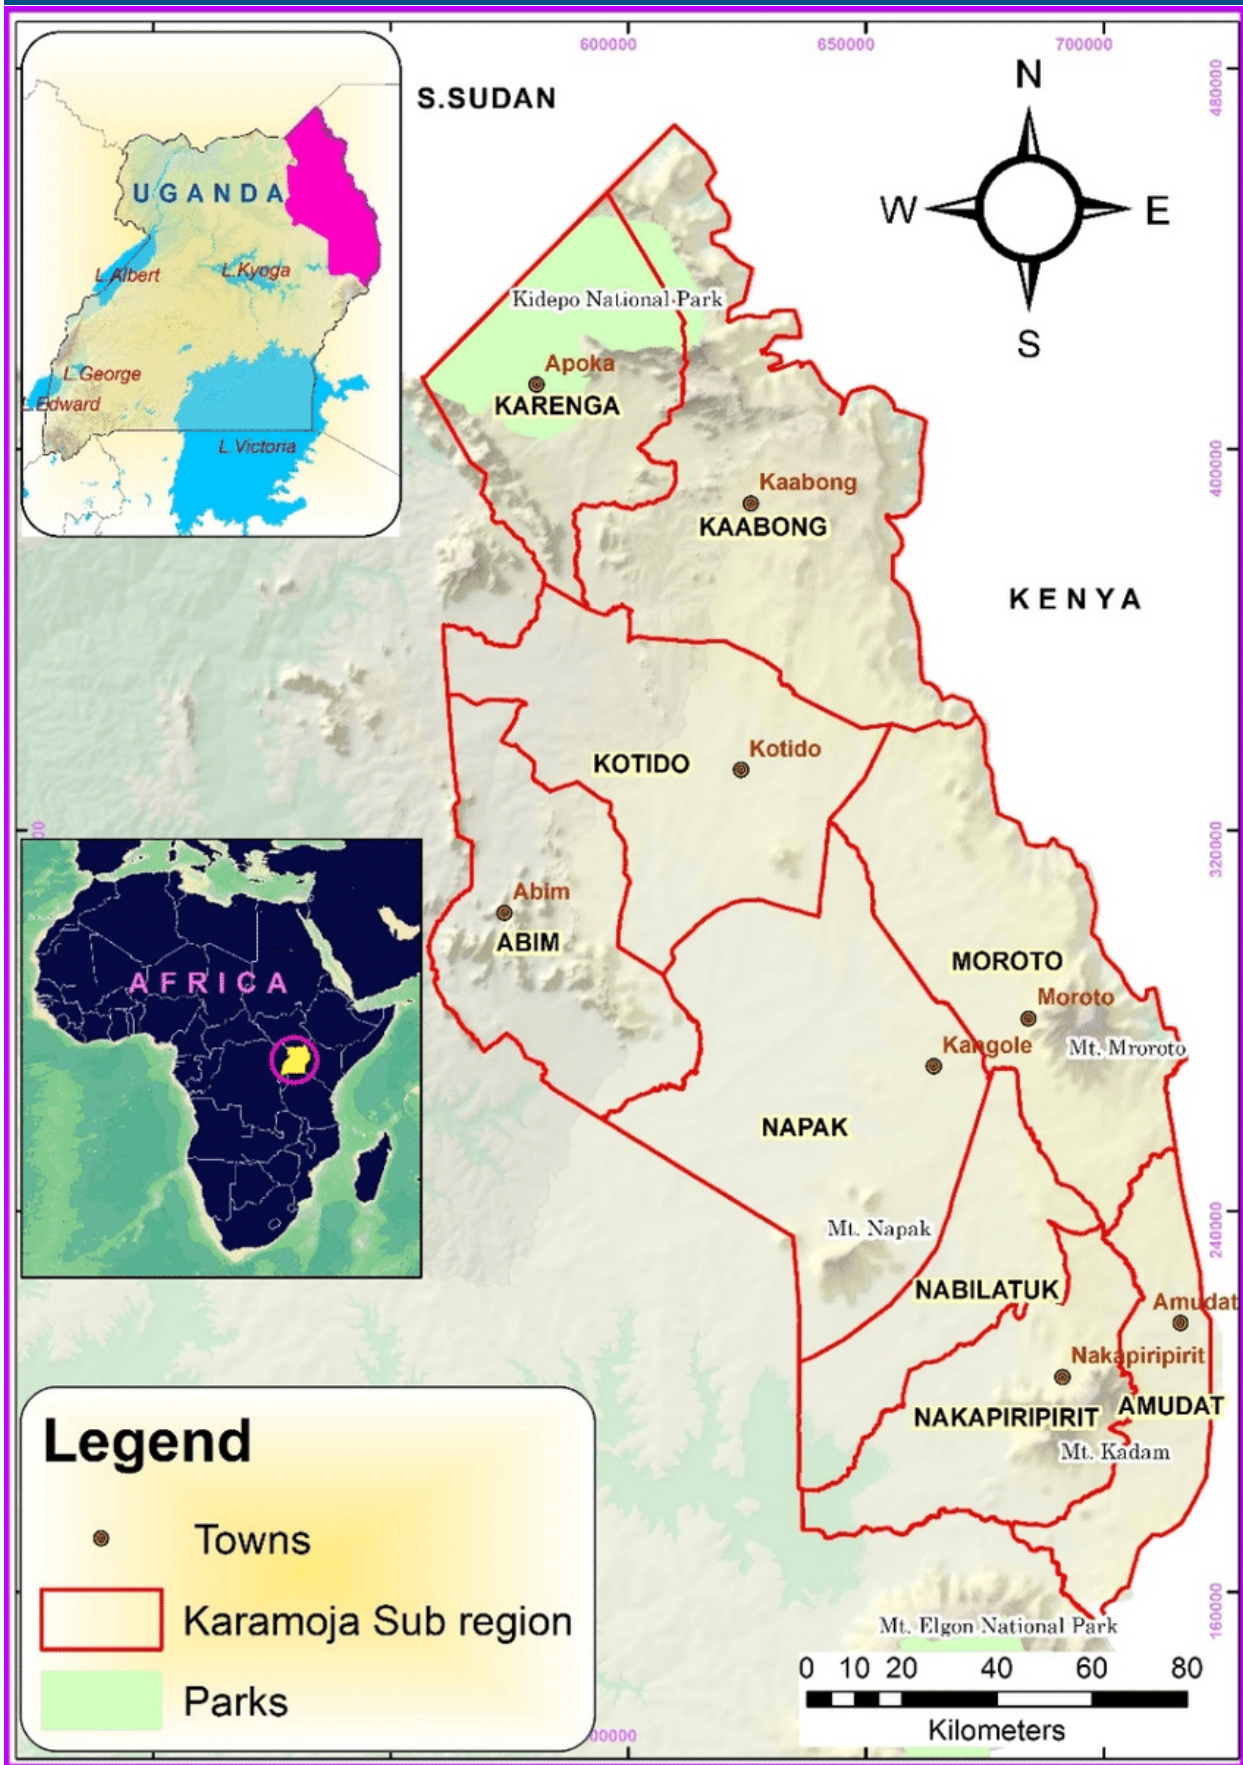 600000
650000
700000
480000
S.SUDAN
N
W
E
S
UGANDA
L.Albert
L.Kyoga
L.George
L.Edward
L.Victoria
Kidepo National Park
Apoka
KARENGA
Kaabong
KAABONG
400000
KENYA
KOTIDO
Kotido
320000
AFRICA
Abim
ABIM
MOROTO
Moroto
Kangole
Mt. Mroroto
NAPAK
Mt. Napak
240000
NABILATUK
Amudat
Nakapiripirit
NAKAPIRIPIRIT
AMUDAT
Mt. Kadam
Legend
Towns
Karamoja Sub region
Parks
Mt. Elgon National Park
160000
0 10 20 40 60 80
Kilometers